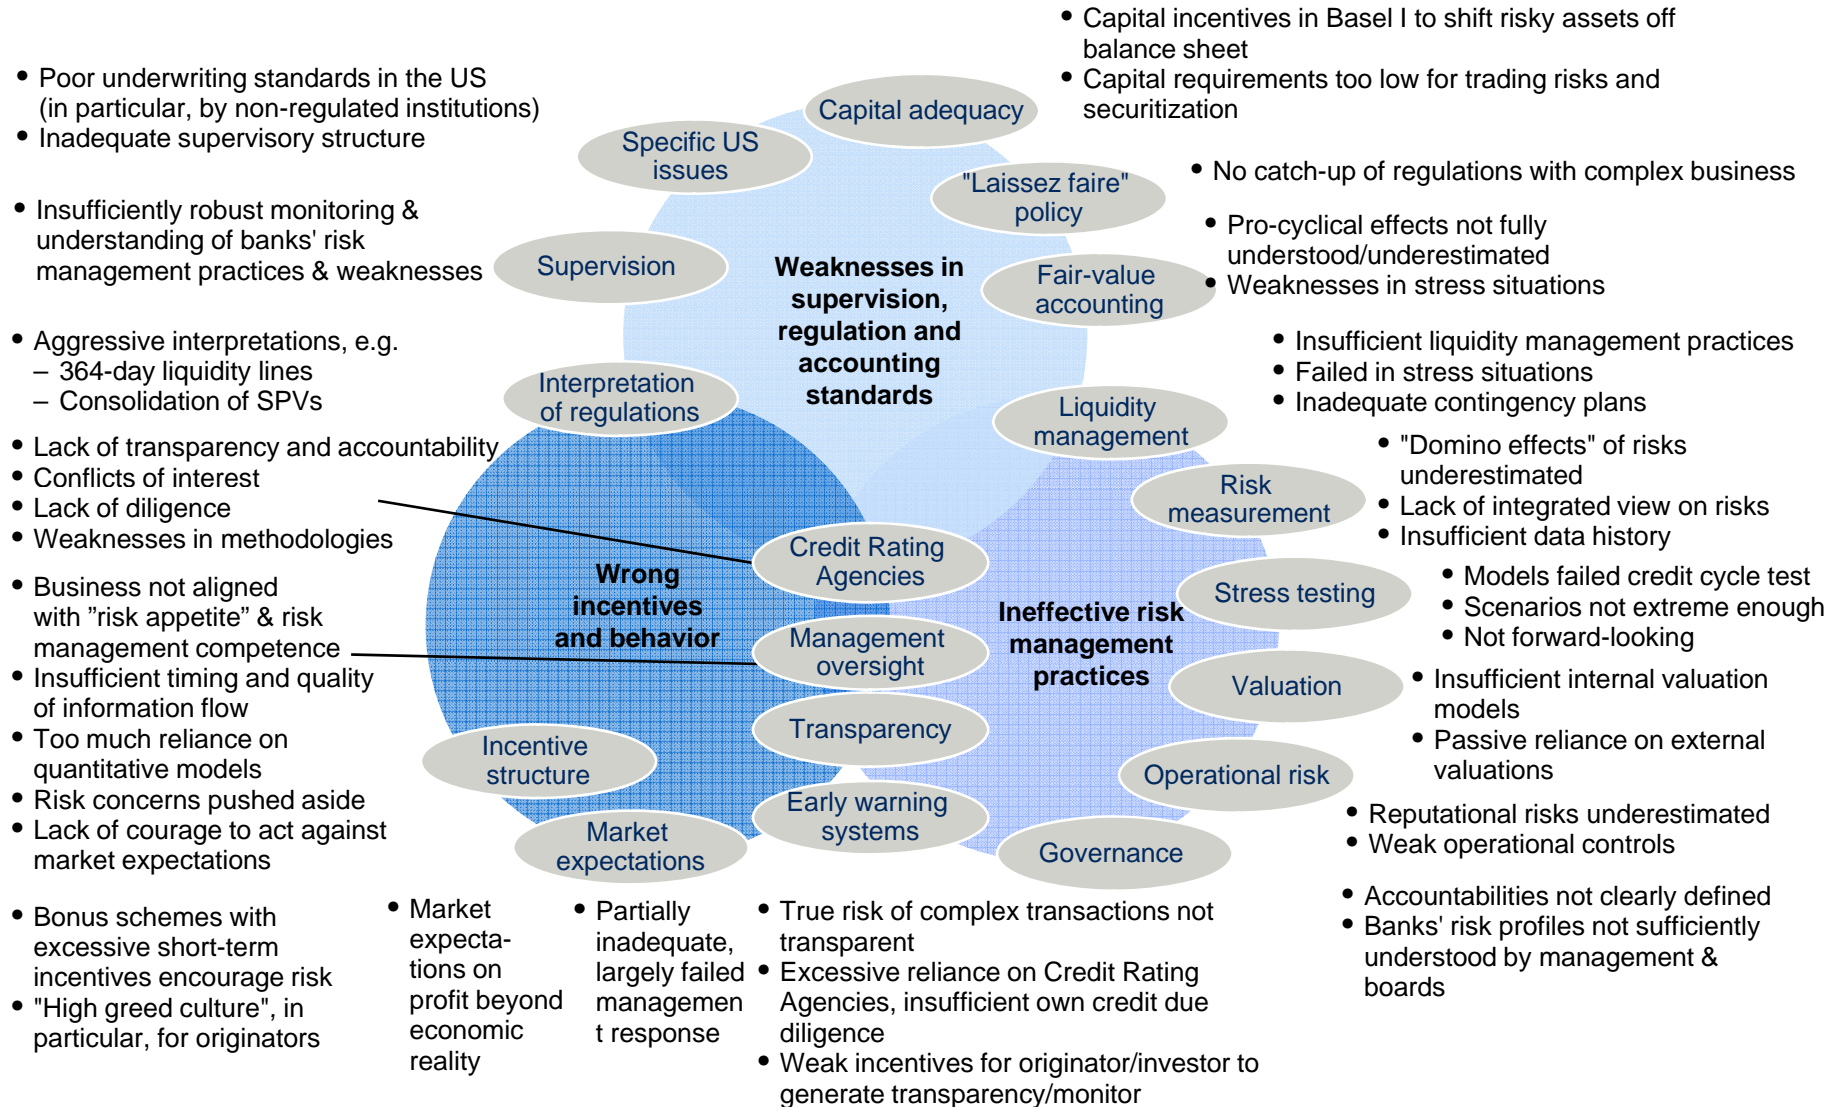 • Capital incentives in Basel I to shift risky assets off
balance sheet
• Capital requirements too low for trading risks and
securitization
• Poor underwriting standards in the US
(in particular, by non-regulated institutions)
• Inadequate supervisory structure
Capital adequacy
Specific US
issues
"Laissez faire"
policy
• No catch-up of regulations with complex business
• Insufficiently robust monitoring &
understanding of banks' risk
management practices & weaknesses
Supervision
Weaknesses in
supervision,
regulation and
accounting
standards
Fair-value
accounting
• Pro-cyclical effects not fully
understood/underestimated
• Weaknesses in stress situations
• Aggressive interpretations, e.g.
– 364-day liquidity lines
– Consolidation of SPVs
Interpretation
of regulations
Liquidity
management
• Insufficient liquidity management practices
• Failed in stress situations
• Inadequate contingency plans
• Lack of transparency and accountability
• Conflicts of interest
• Lack of diligence
• Weaknesses in methodologies
Risk
measurement
• "Domino effects" of risks
underestimated
• Lack of integrated view on risks
• Insufficient data history
Credit Rating
Agencies
Wrong
incentives
and behavior
Ineffective risk
management
practices
Stress testing
• Models failed credit cycle test
• Scenarios not extreme enough
• Not forward-looking
• Business not aligned
with ”risk appetite” & risk
management competence
• Insufficient timing and quality
of information flow
• Too much reliance on
quantitative models
• Risk concerns pushed aside
• Lack of courage to act against
market expectations
Management
oversight
Valuation
• Insufficient internal valuation
models
• Passive reliance on external
valuations
Transparency
Incentive
structure
Operational risk
• Reputational risks underestimated
• Weak operational controls
Early warning
systems
Market
expectations
Governance
• Accountabilities not clearly defined
• Banks' risk profiles not sufficiently
understood by management &
boards
• Bonus schemes with
excessive short-term
incentives encourage risk
• "High greed culture", in
particular, for originators
• Market
expecta-
tions on
profit beyond
economic
reality
• Partially
inadequate,
largely failed
managemen
t response
• True risk of complex transactions not
transparent
• Excessive reliance on Credit Rating
Agencies, insufficient own credit due
diligence
• Weak incentives for originator/investor to
generate transparency/monitor